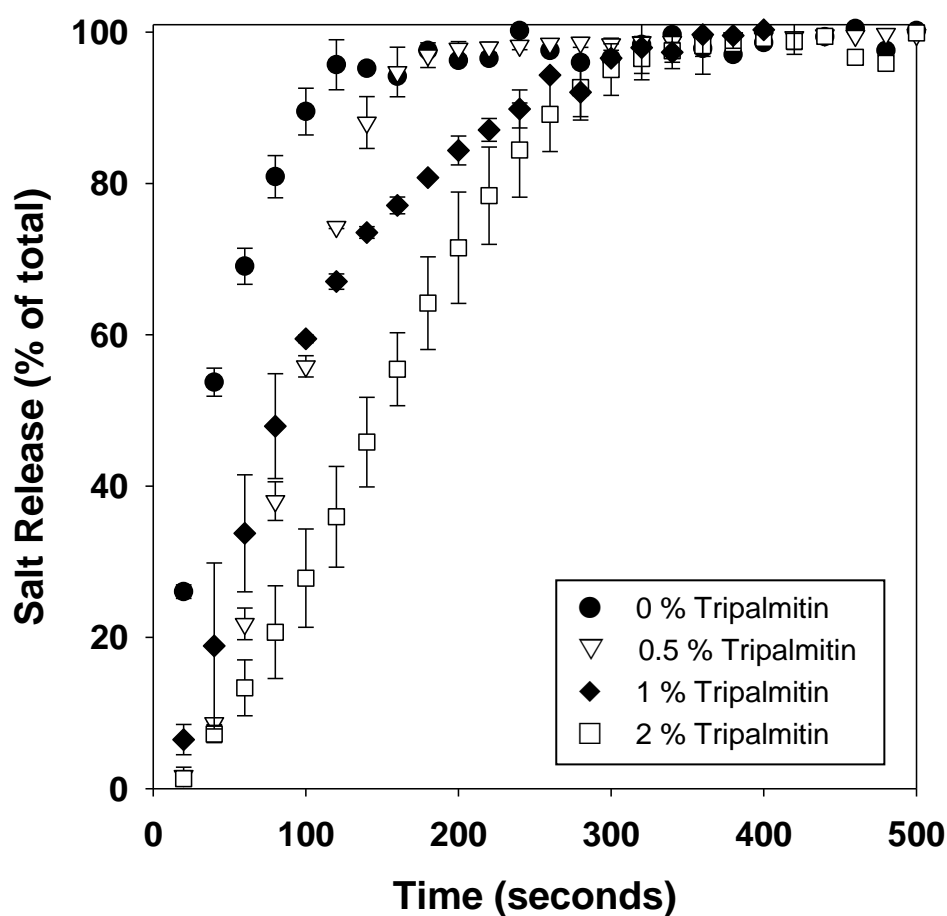 100
80
60
40
20
0
Salt Release (% of total)
0 % Tripalmitin
0.5 % Tripalmitin
1 % Tripalmitin
2 % Tripalmitin
0 100 200 300 400 500
Time (seconds)